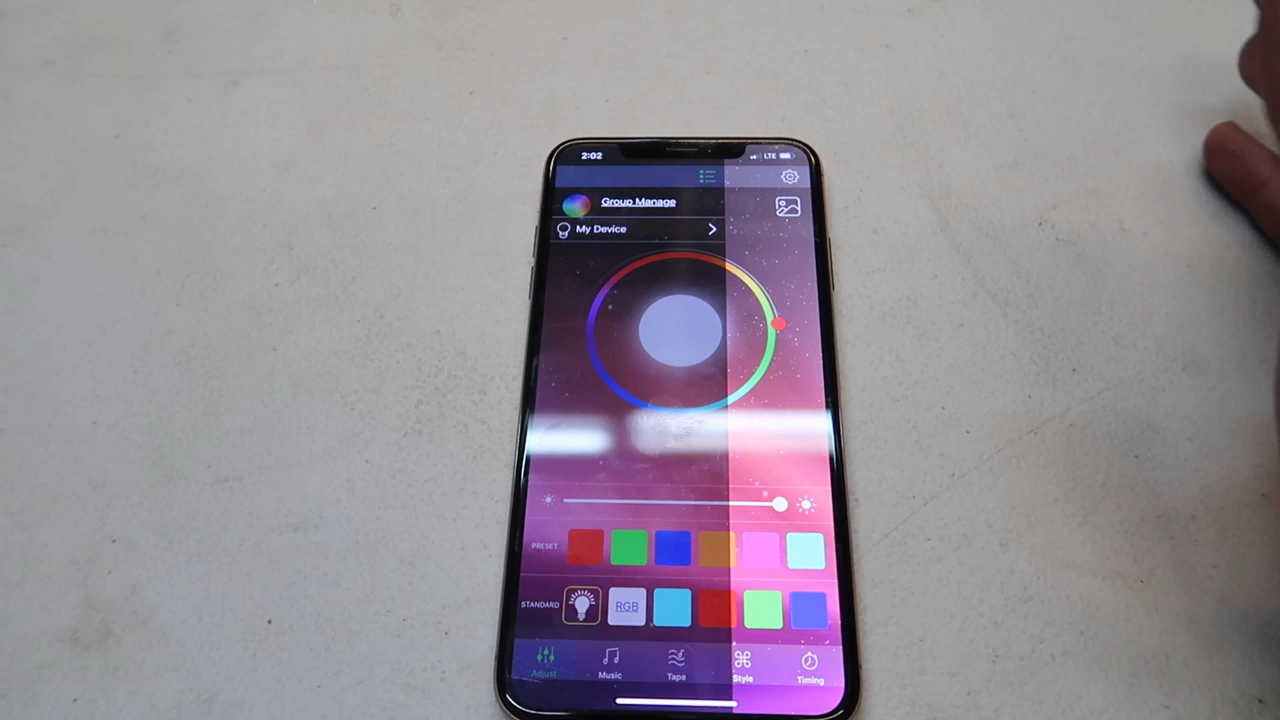 2:02 LTE
Group Manage
My Device
PRESET
STANDARD RGB
Adjust Music Tape Style Timing